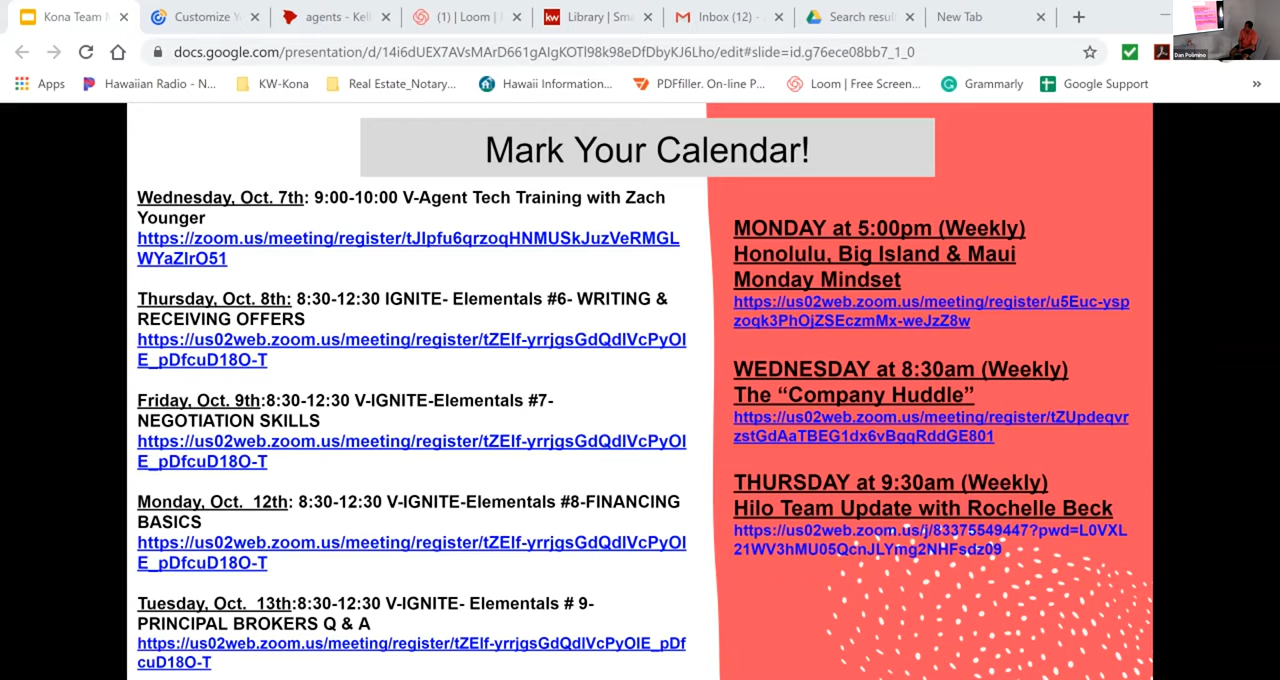 Kona Team M
Customize Y
agents - Kell
(1) | Loom |
Library | Sma
Inbox (12) -
Search resul
New Tab
docs.google.com/presentation/d/14i6dUEX7AVsMArD661gAIgKOTl98k98eDfDbyKJ6Lho/edit#slide=id.g76ece08bb7_1_0
Apps
Hawaiian Radio - N...
KW-Kona
Real Estate_Notary...
Hawaii Information...
PDFfiller. On-line P...
Loom | Free Screen...
Grammarly
Google Support
»
Dan Polimino
Mark Your Calendar!
Wednesday, Oct. 7th: 9:00-10:00 V-Agent Tech Training with Zach
Younger
https://zoom.us/meeting/register/tJIpfu6qrzoqHNMUSkJuzVeRMGL
WYaZIrO51
Thursday, Oct. 8th: 8:30-12:30 IGNITE- Elementals #6- WRITING &
RECEIVING OFFERS
https://us02web.zoom.us/meeting/register/tZElf-yrrjgsGdQdlVcPyOI
E_pDfcuD18O-T
Friday, Oct. 9th:8:30-12:30 V-IGNITE-Elementals #7-
NEGOTIATION SKILLS
https://us02web.zoom.us/meeting/register/tZElf-yrrjgsGdQdlVcPyOI
E_pDfcuD18O-T
Monday, Oct. 12th: 8:30-12:30 V-IGNITE-Elementals #8-FINANCING
BASICS
https://us02web.zoom.us/meeting/register/tZElf-yrrjgsGdQdlVcPyOI
E_pDfcuD18O-T
Tuesday, Oct. 13th:8:30-12:30 V-IGNITE- Elementals # 9-
PRINCIPAL BROKERS Q & A
https://us02web.zoom.us/meeting/register/tZElf-yrrjgsGdQdlVcPyOIE_pDf
cuD18O-T
MONDAY at 5:00pm (Weekly)
Honolulu, Big Island & Maui
Monday Mindset
https://us02web.zoom.us/meeting/register/u5Euc-ysp
zoqk3PhOjZSEczmMx-weJzZ8w
WEDNESDAY at 8:30am (Weekly)
The “Company Huddle”
https://us02web.zoom.us/meeting/register/tZUpdeqvr
zstGdAaTBEG1dx6vBgqRddGE801
THURSDAY at 9:30am (Weekly)
Hilo Team Update with Rochelle Beck
https://us02web.zoom.us/j/83375549447?pwd=L0VXL
21WV3hMU05QcnJLYmg2NHFsdz09